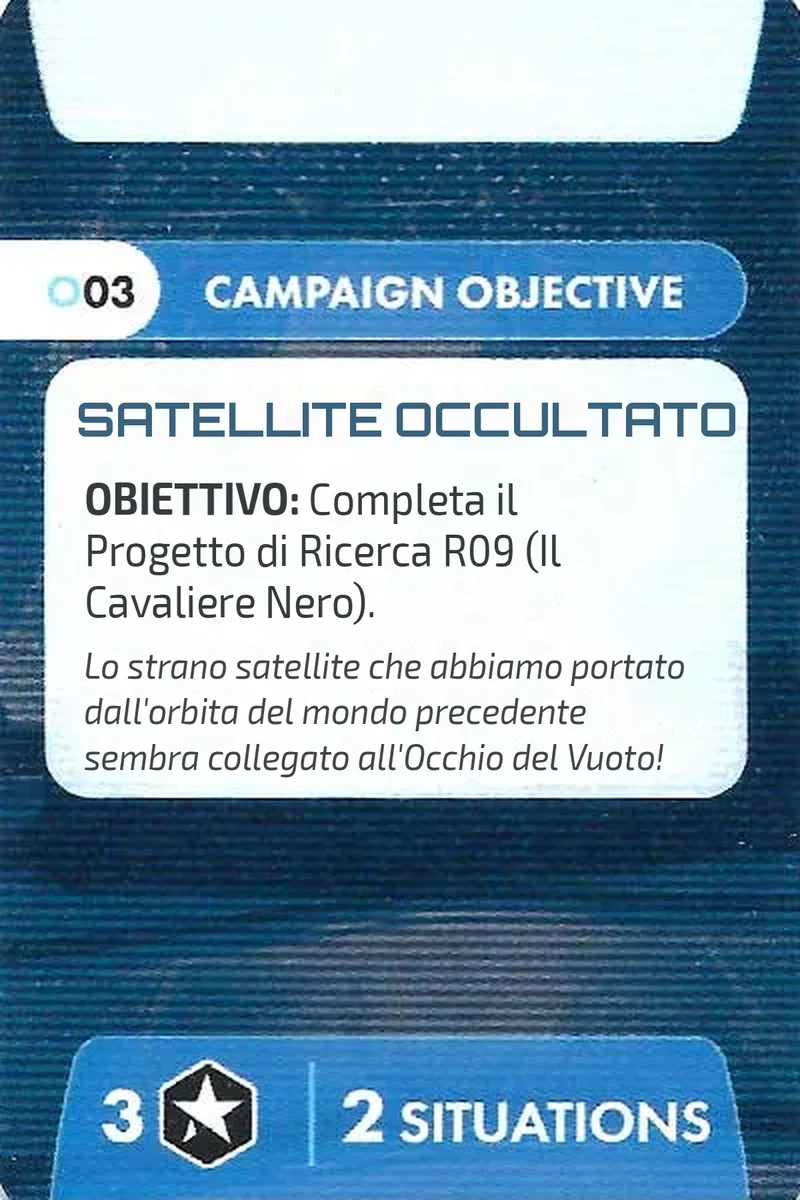 O03
CAMPAIGN OBJECTIVE
SATELLITE OCCULTATO
OBIETTIVO: Completa il
Progetto di Ricerca R09 (Il
Cavaliere Nero).
Lo strano satellite che abbiamo portato
dall'orbita del mondo precedente
sembra collegato all'Occhio del Vuoto!
3
2 SITUATIONS